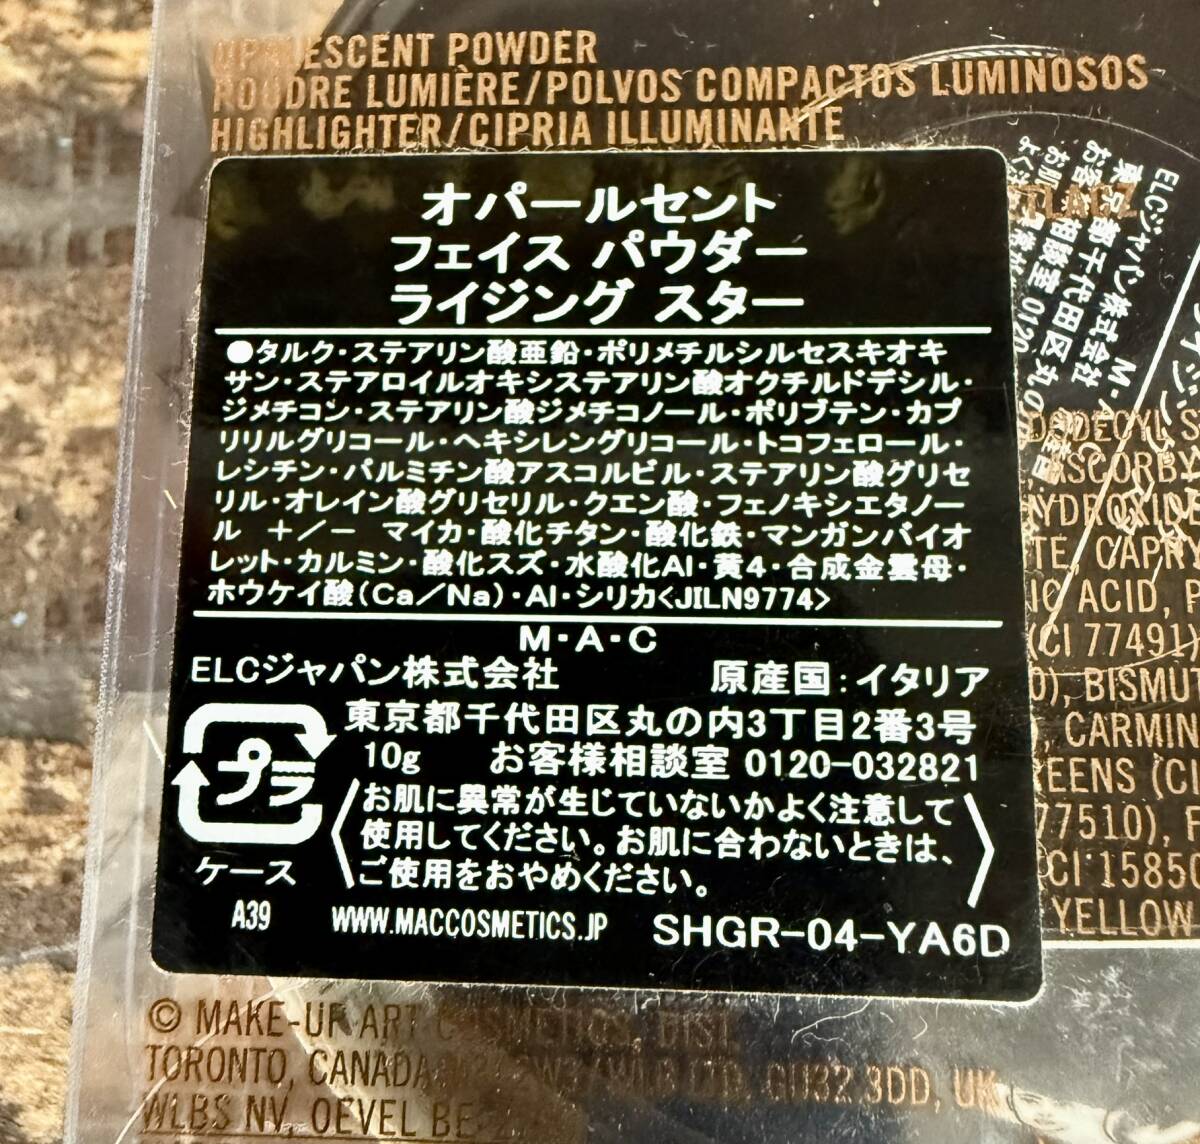 OPALESCENT POWDER
POUDRE LUMIÈRE/POLVOS COMPACTOS LUMINOSOS
HIGHLIGHTER/CIPRIA ILLUMINANTE
オパールセント
フェイス パウダー
ライジング スター
●タルク・ステアリン酸亜鉛・ポリメチルシルセスキオキ
サン・ステアロイルオキシステアリン酸オクチルドデシル・
ジメチコン・ステアリン酸ジメチコノール・ポリブテン・カプ
リリルグリコール・ヘキシレングリコール・トコフェロール・
レシチン・パルミチン酸アスコルビル・ステアリン酸グリセ
リル・オレイン酸グリセリル・クエン酸・フェノキシエタノー
ル +/- マイカ・酸化チタン・酸化鉄・マンガンバイオ
レット・カルミン・酸化スズ・水酸化Al・黄4・合成金雲母・
ホウケイ酸(Ca/Na)・Al・シリカ<JILN9774>
M・A・C
ELCジャパン株式会社 原産国:イタリア
東京都千代田区丸の内3丁目2番3号
10g お客様相談室 0120-032821
プラ
ケース
〈お肌に異常が生じていないかよく注意して
使用してください。お肌に合わないときは、
ご使用をおやめください。〉
A39 WWW.MACCOSMETICS.JP SHGR-04-YA6D
ELCジャパン株式会社 M・A
東京都千代田区丸の
お客様相談室 0120
DODECYL S
, ASCORBY
HYDROXIDE
TE, CAPRY
IC ACID, P
(CI 77491)
0), BISMUT
, CARMIN
EENS (CI
77510), F
(CI 15850
YELLOW
© MAKE-UP ART COSMETICS, DIST.
TORONTO, CANADA GU32 3DD, UK
WLBS NV, OEVEL BE